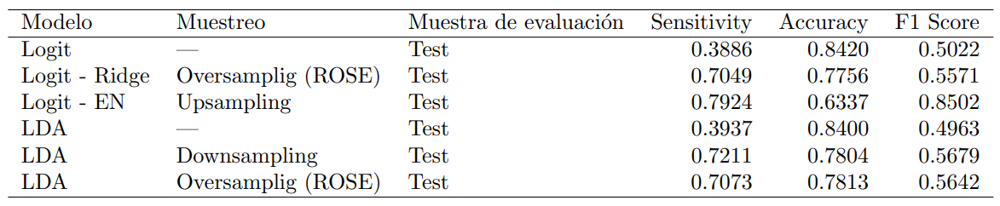 Modelo Muestreo Muestra de evaluación Sensitivity Accuracy F1 Score
Logit — Test 0.3886 0.8420 0.5022
Logit - Ridge Oversamplig (ROSE) Test 0.7049 0.7756 0.5571
Logit - EN Upsampling Test 0.7924 0.6337 0.8502
LDA — Test 0.3937 0.8400 0.4963
LDA Downsampling Test 0.7211 0.7804 0.5679
LDA Oversamplig (ROSE) Test 0.7073 0.7813 0.5642